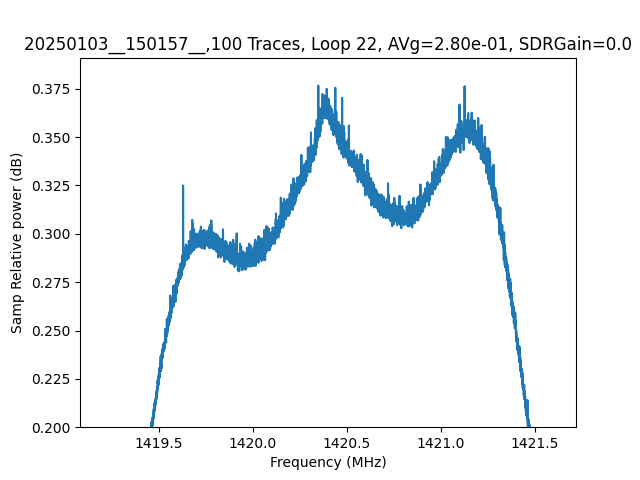 20250103__150157__,100 Traces, Loop 22, AVg=2.80e-01, SDRGain=0.0
0.375
0.350
0.325
0.300
0.275
0.250
0.225
0.200
Samp Relative power (dB)
1419.5 1420.0 1420.5 1421.0 1421.5
Frequency (MHz)